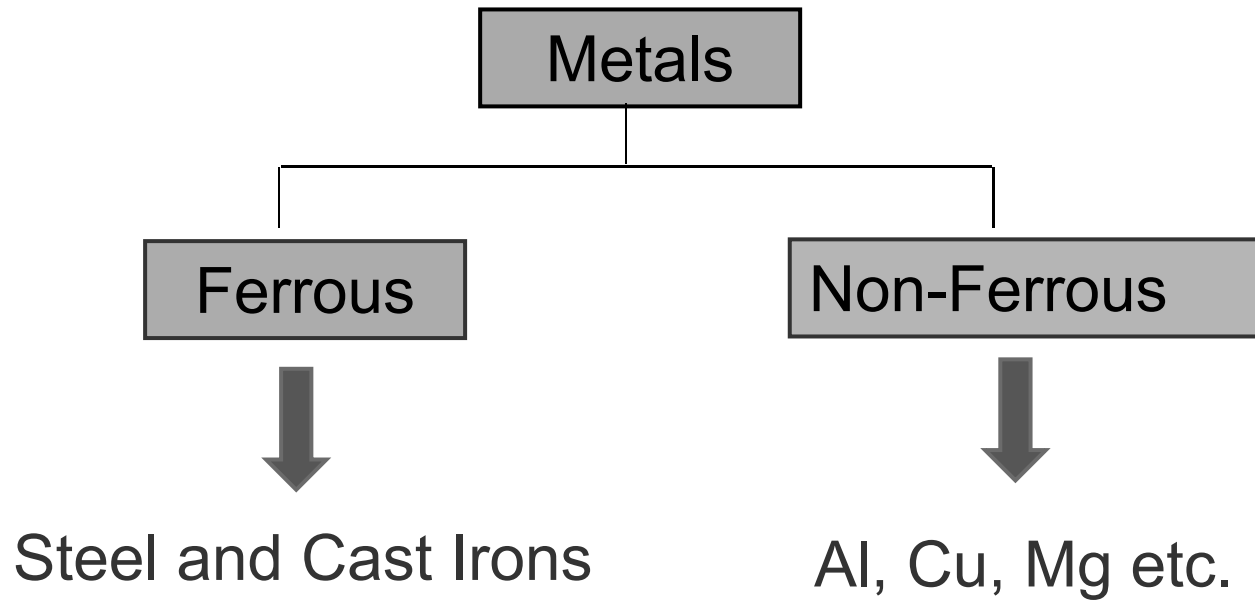 Metals
Ferrous
Non-Ferrous
Steel and Cast Irons
Al, Cu, Mg etc.